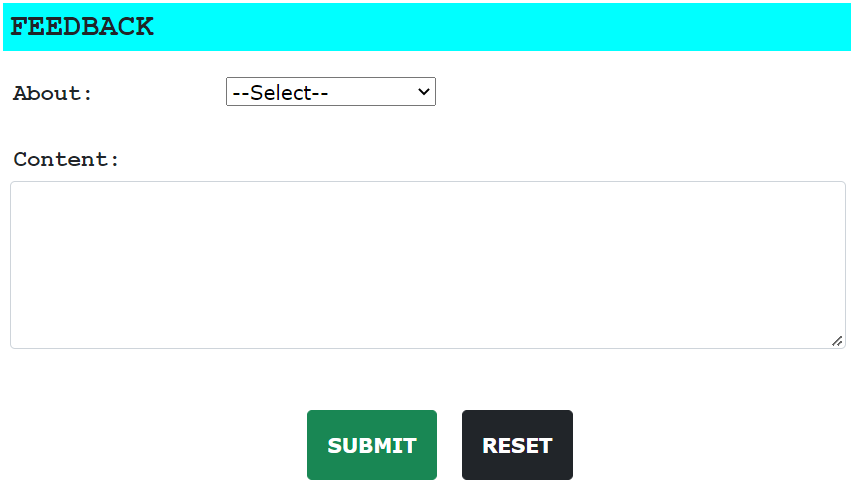 FEEDBACK
About: --Select--
Content:
SUBMIT RESET